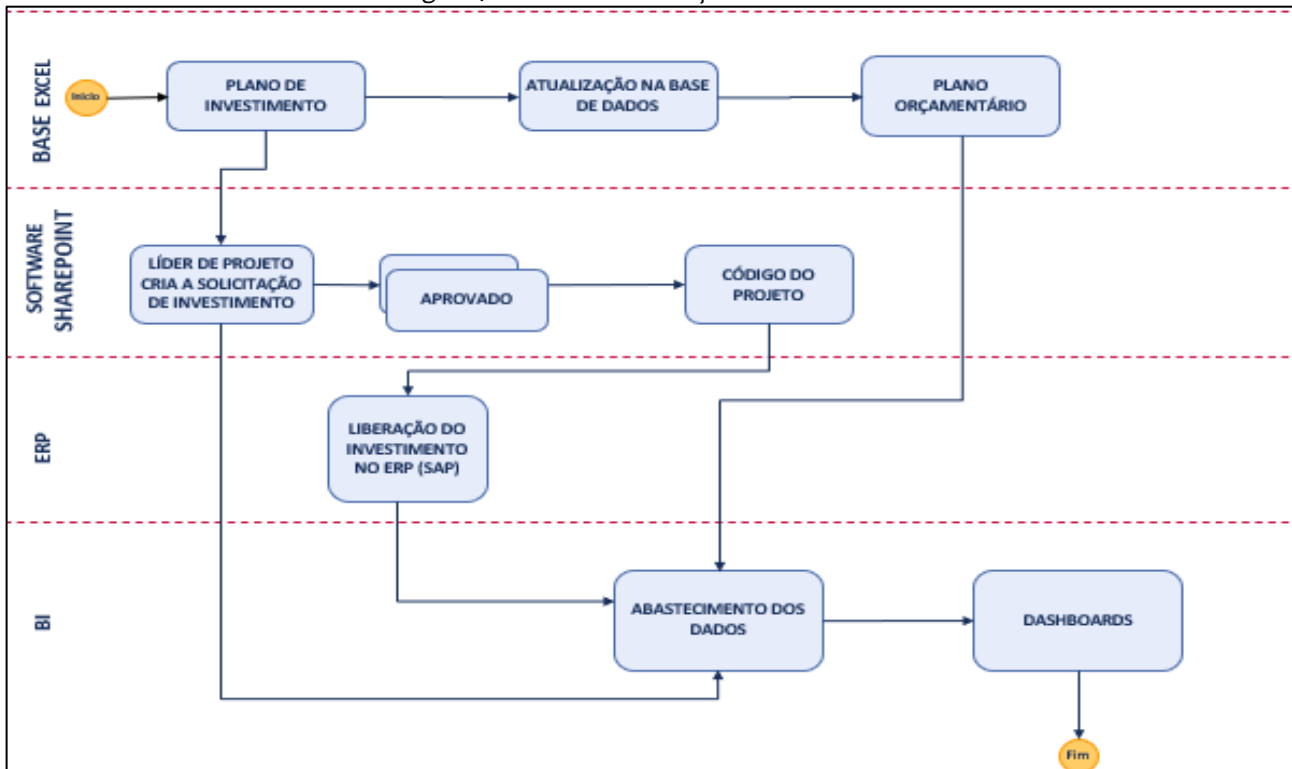 BASE EXCEL
Início
PLANO DE
INVESTIMENTO
ATUALIZAÇÃO NA BASE
DE DADOS
PLANO
ORÇAMENTÁRIO
SOFTWARE
SHAREPOINT
LÍDER DE PROJETO
CRIA A SOLICITAÇÃO
DE INVESTIMENTO
APROVADO
CÓDIGO DO
PROJETO
ERP
LIBERAÇÃO DO
INVESTIMENTO
NO ERP (SAP)
BI
ABASTECIMENTO DOS
DADOS
DASHBOARDS
Fim